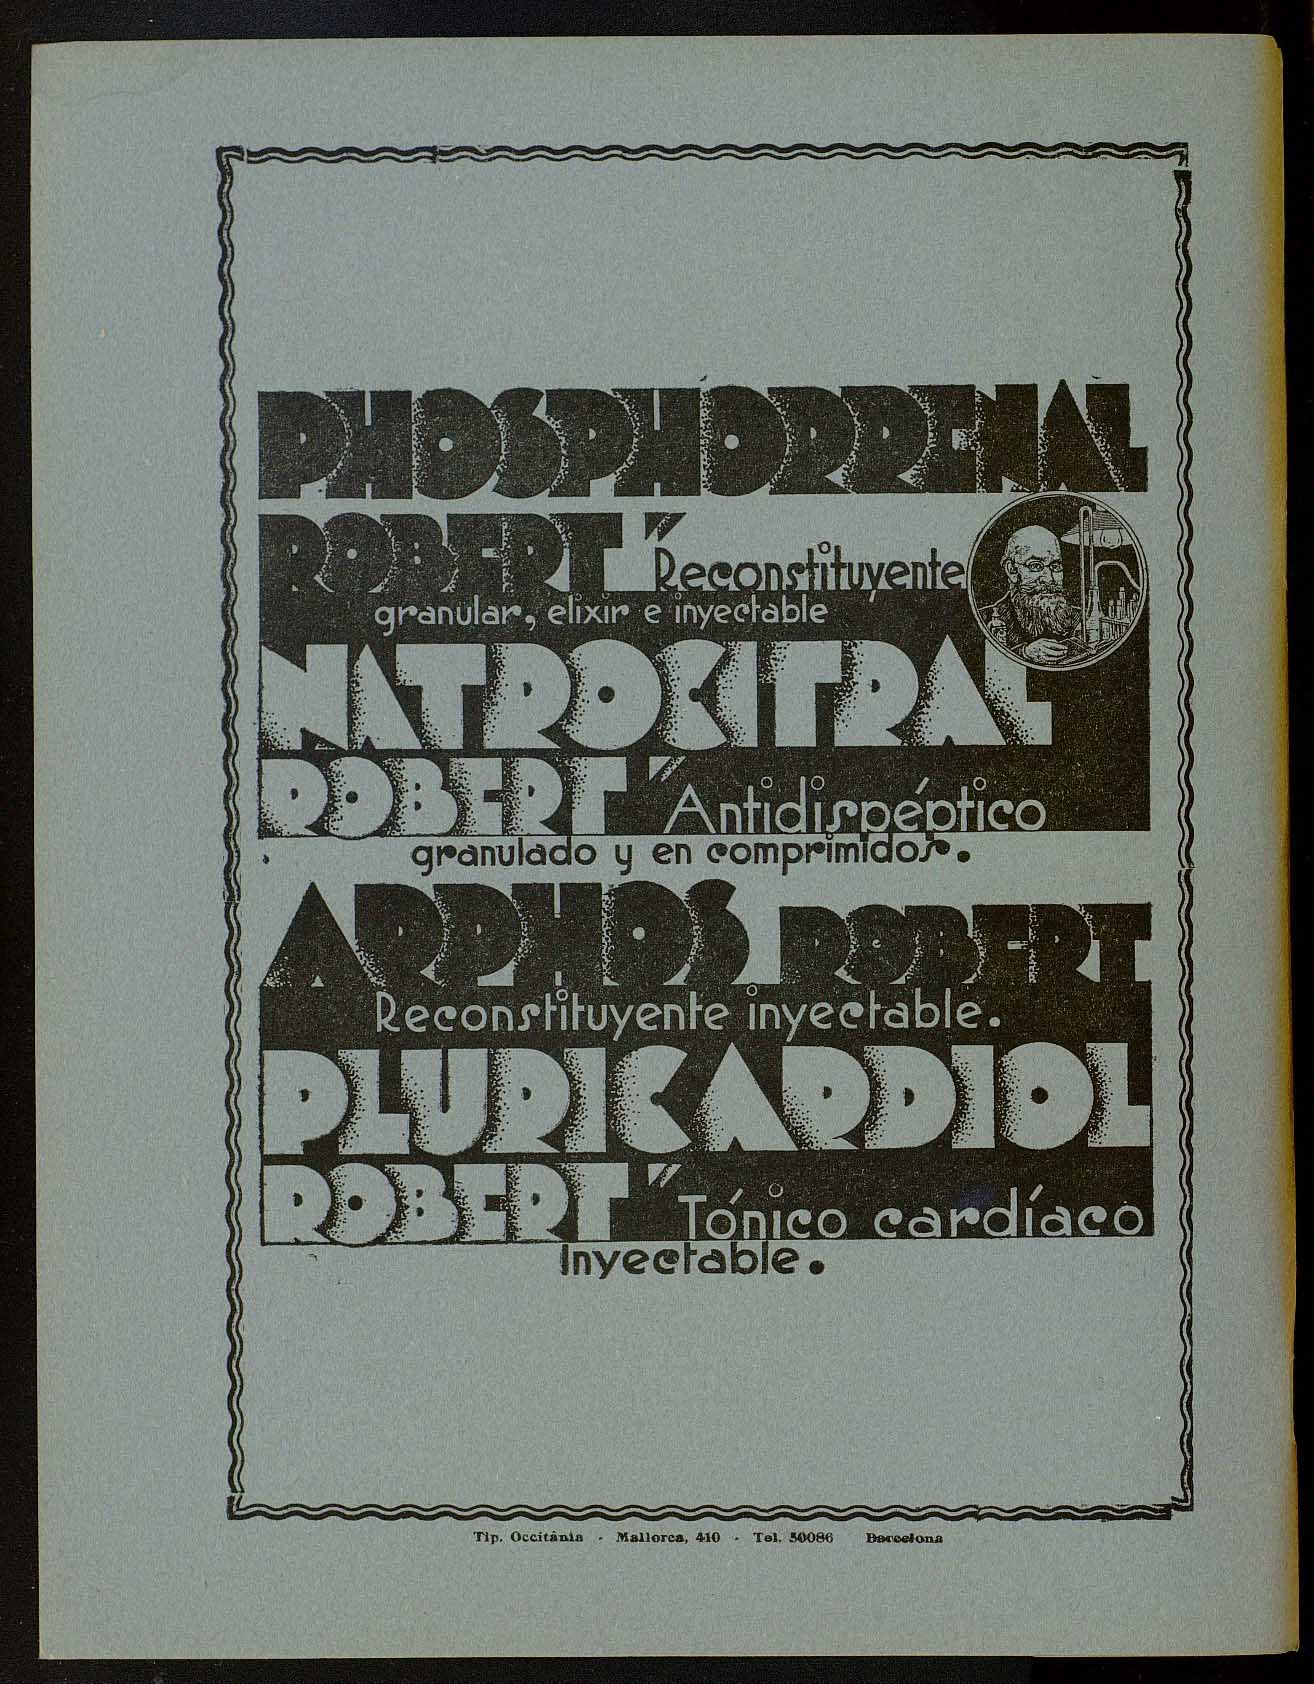 PHOSPHORRENAL
ROBERT " Reconstituyente
granular, elixir e inyectable
NATROCITRAL
ROBERT " Antidispéptico
granulado y en comprimidos.
ARPHOS ROBERT
Reconstituyente inyectable.
PLURICARDIOL
ROBERT " Tónico cardíaco
Inyectable.
Tip. Occitània - Mallorca, 410 - Tel. 50086 Barcelona